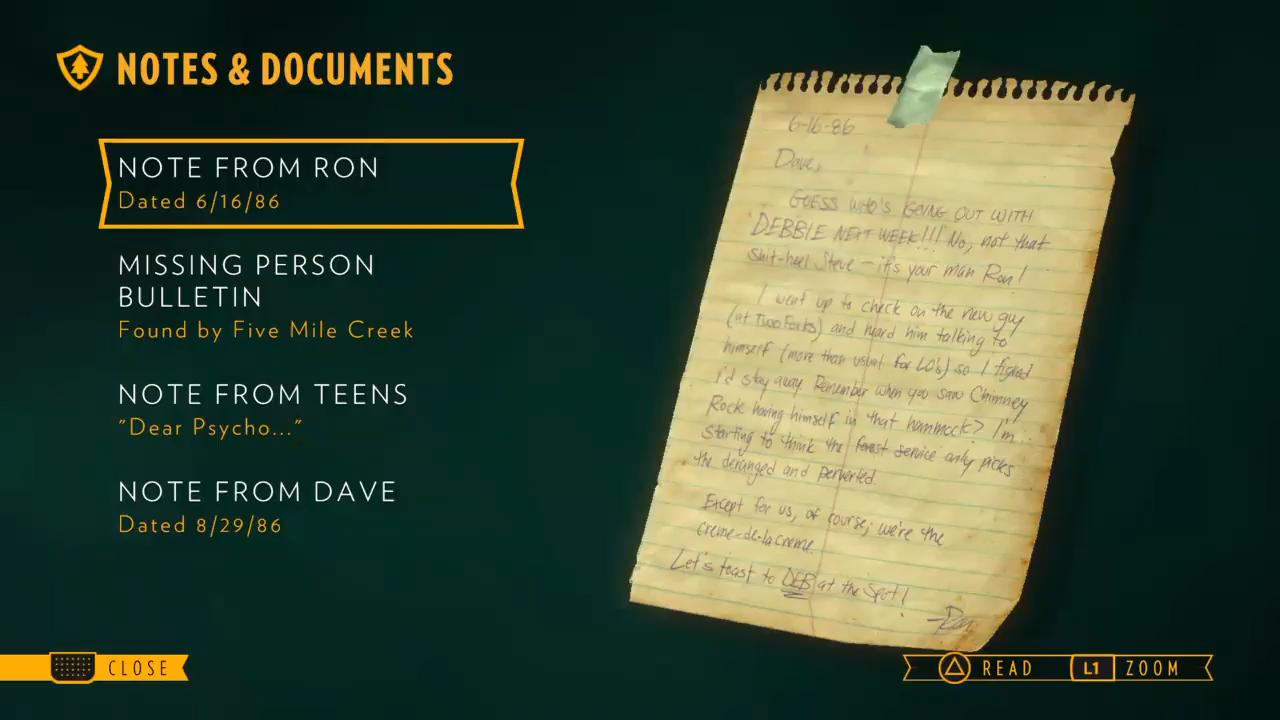 NOTES & DOCUMENTS
NOTE FROM RON
Dated 6/16/86
MISSING PERSON
BULLETIN
Found by Five Mile Creek
NOTE FROM TEENS
"Dear Psycho..."
NOTE FROM DAVE
Dated 8/29/86
6-16-86
Dave,
GUESS WHO'S GOING OUT WITH
DEBBIE NEXT WEEK!!! No, not that
shit-heel Steve - it's your man Ron!
I went up to check on the new guy
(at Two Forks) and heard him talking to
himself (more than usual for LO's) so I figured
I'd stay away. Remember when you saw Chimney
Rock having himself in that hammock? I'm
starting to think the forest service only picks
the deranged and perverted.
Except for us, of course; we're the
creme-de-la creme.
Let's toast to DEB at the Spot!
-Ron
CLOSE
READ
L1
ZOOM